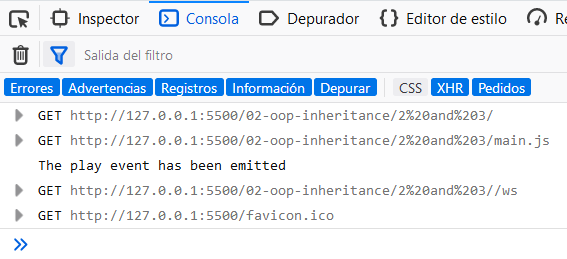 Inspector Consola Depurador Editor de estilo Re
Salida del filtro
Errores Advertencias Registros Información Depurar CSS XHR Pedidos
GET http://127.0.0.1:5500/02-oop-inheritance/2%20and%203/
GET http://127.0.0.1:5500/02-oop-inheritance/2%20and%203/main.js
The play event has been emitted
GET http://127.0.0.1:5500/02-oop-inheritance/2%20and%203//ws
GET http://127.0.0.1:5500/favicon.ico